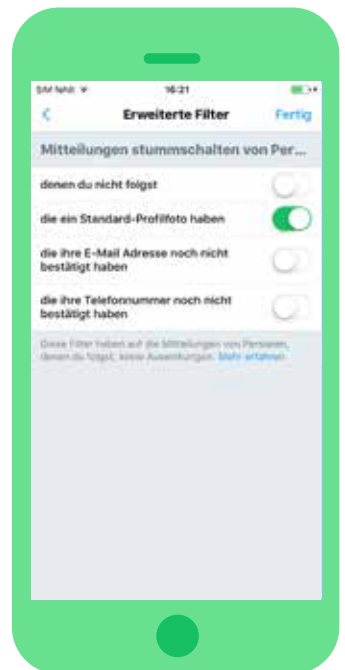 16:21
Erweiterte Filter Fertig
Mitteilungen stummschalten von Per...
denen du nicht folgst
die ein Standard-Profilfoto haben
die ihre E-Mail Adresse noch nicht
bestätigt haben
die ihre Telefonnummer noch nicht
bestätigt haben
Diese Filter haben auf die Mitteilungen von Personen,
denen du folgst, keine Auswirkungen. Mehr erfahren